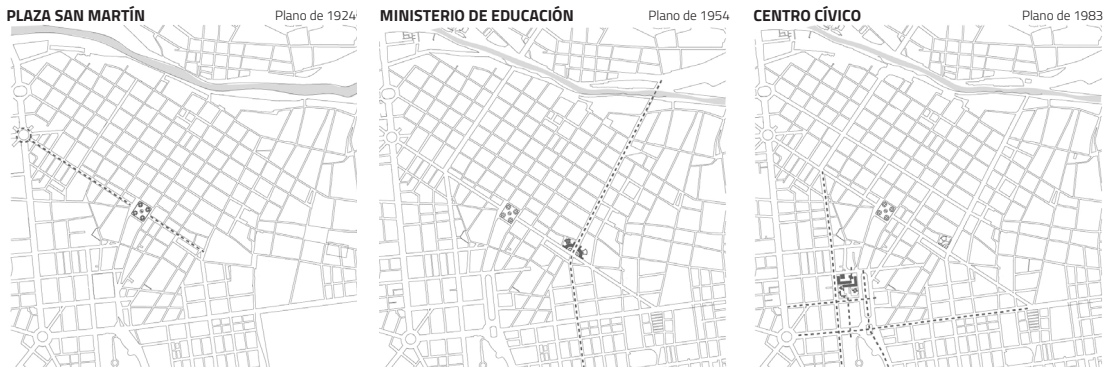 PLAZA SAN MARTÍN Plano de 1924
MINISTERIO DE EDUCACIÓN Plano de 1954
CENTRO CÍVICO Plano de 1983